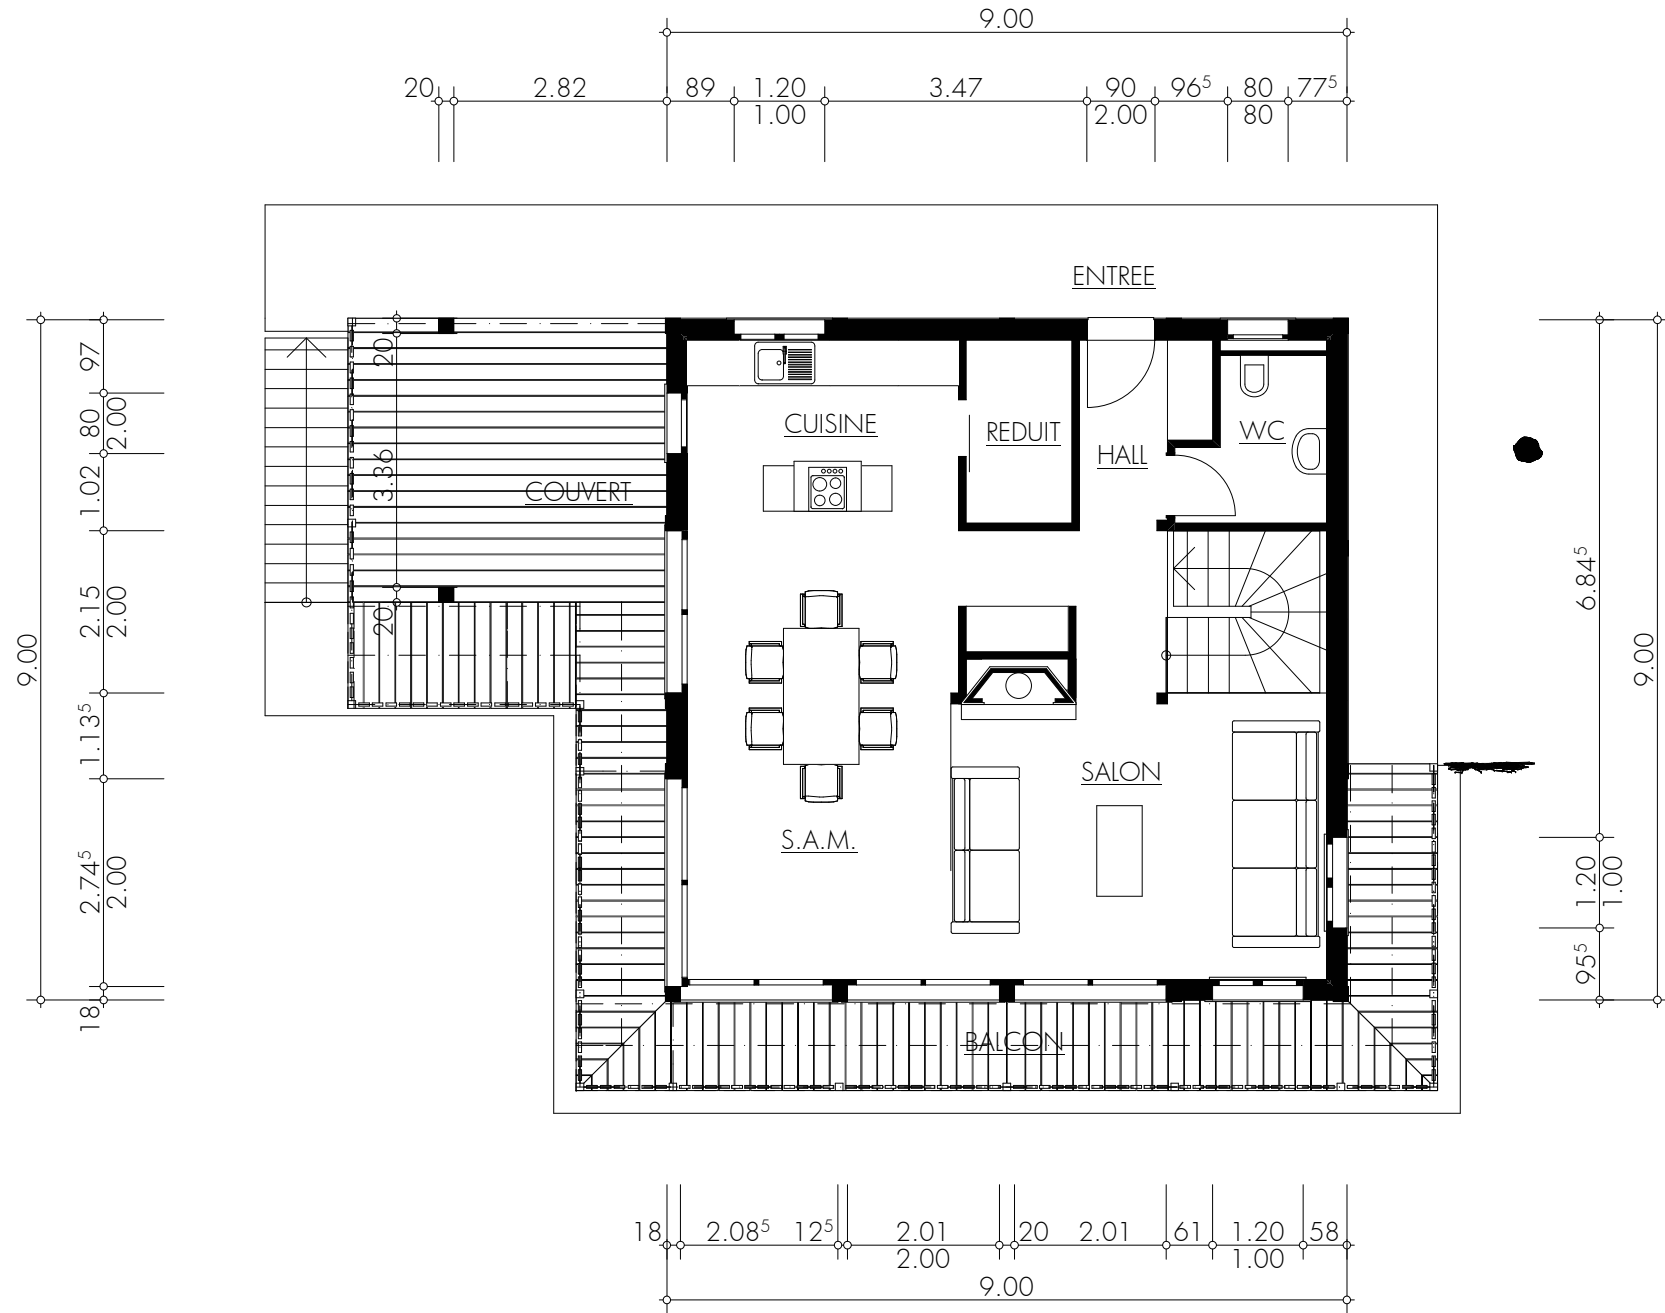 9.00
20 2.82 89 1.20 3.47 90 96⁵ 80 77⁵
1.00 2.00 80
ENTREE
CUISINE
REDUIT
HALL
WC
COUVERT
SALON
S.A.M.
BALCON
20
3.36
20
97
80
2.00
1.02
2.15
2.00
1.13⁵
2.74⁵
2.00
18
9.00
6.84⁵
1.20
1.00
95⁵
9.00
18 2.08⁵ 12⁵ 2.01 20 2.01 61 1.20 58
2.00 1.00
9.00